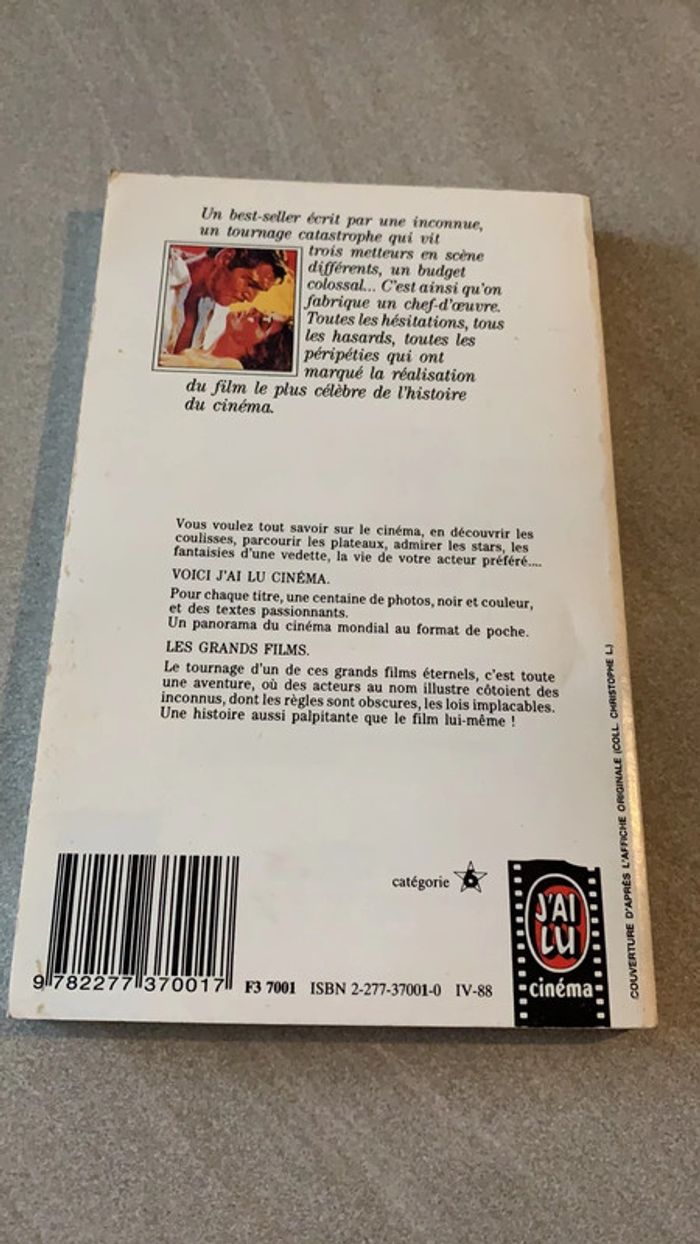 Un best-seller écrit par une inconnue,
un tournage catastrophe qui vit
trois metteurs en scène
différents, un budget
colossal... C'est ainsi qu'on
fabrique un chef-d'œuvre.
Toutes les hésitations, tous
les hasards, toutes les
péripéties qui ont
marqué la réalisation
du film le plus célèbre de l'histoire
du cinéma.
Vous voulez tout savoir sur le cinéma, en découvrir les
coulisses, parcourir les plateaux, admirer les stars, les
fantaisies d'une vedette, la vie de votre acteur préféré....
VOICI J'AI LU CINÉMA.
Pour chaque titre, une centaine de photos, noir et couleur,
et des textes passionnants.
Un panorama du cinéma mondial au format de poche.
LES GRANDS FILMS.
Le tournage d'un de ces grands films éternels, c'est toute
une aventure, où des acteurs au nom illustre côtoient des
inconnus, dont les règles sont obscures, les lois implacables.
Une histoire aussi palpitante que le film lui-même !
COUVERTURE D'APRÈS L'AFFICHE ORIGINALE (COLL. CHRISTOPHE L.)
catégorie 6
J'AI
LU
cinéma
9 782277 370017
F3 7001 ISBN 2-277-37001-0 IV-88